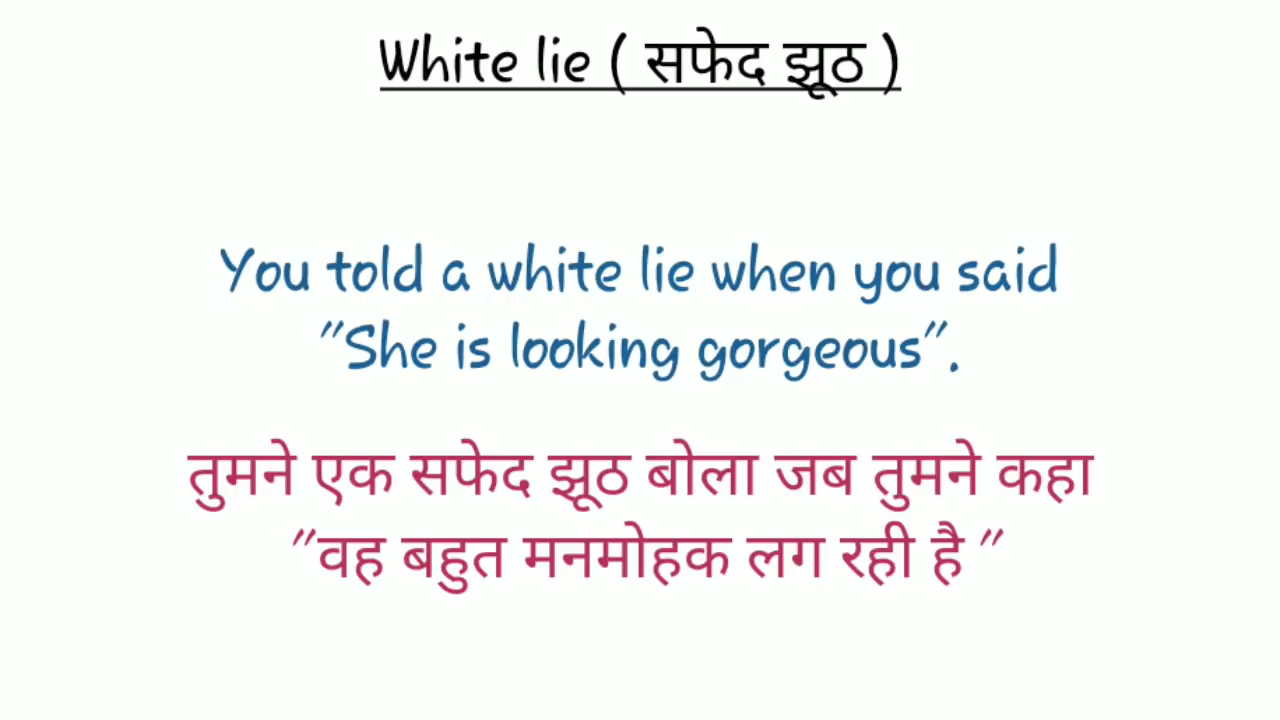 White lie ( सफेद झूठ )
You told a white lie when you said
"She is looking gorgeous".
तुमने एक सफेद झूठ बोला जब तुमने कहा
"वह बहुत मनमोहक लग रही है "